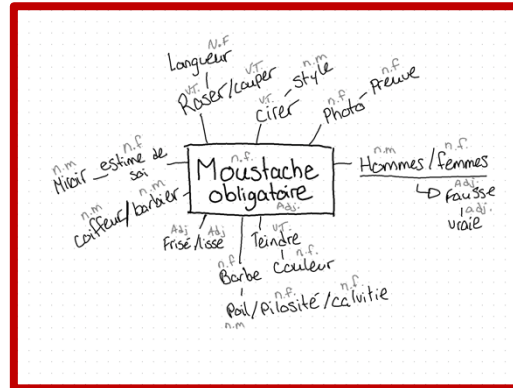 N.F
Longueur
V.T. V.T.
Raser/couper
n.m
Style
V.T.
Cirer
n.f
Preuve
n.f
Photo
n.f
Moustache
obligatoire
Adj.
n.m n.f.
Hommes/femmes
Adj.
↳ Fausse
adj.
vraie
n.m n.f
Miroir — estime de
soi
n.m n.m
coiffeur/barbier
Adj Adj
Frisé/lisse
V.T
Teindre
n.f.
Couleur
n.f
Barbe
n.f. n.f.
Poil/Pilosité/calvitie
n.m